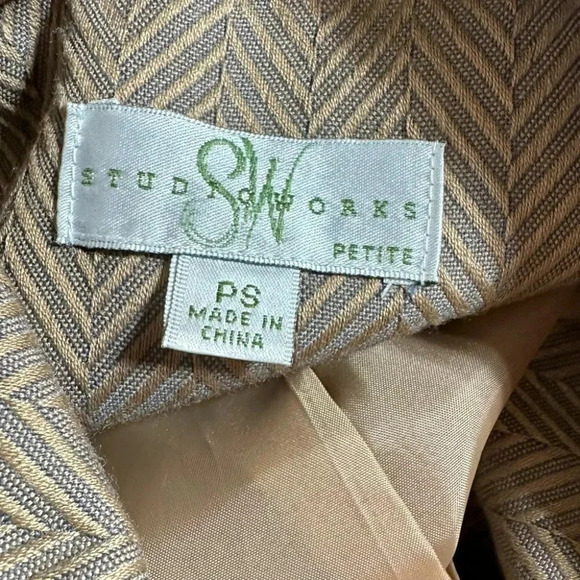 STUDIO WORKS
SW
PETITE
PS
MADE IN
CHINA